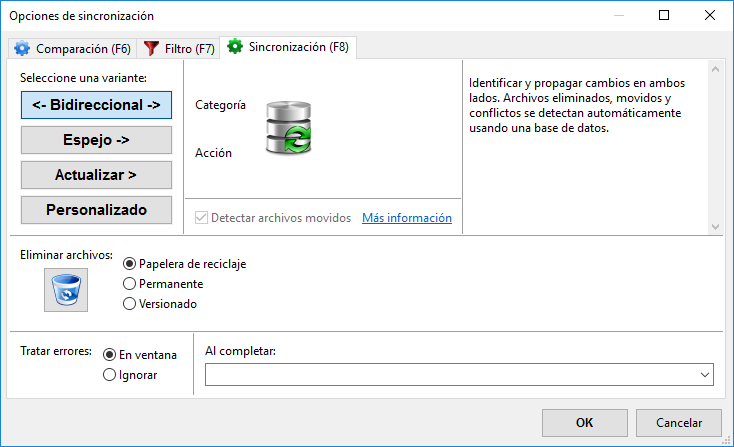 Opciones de sincronización
Comparación (F6)
Filtro (F7)
Sincronización (F8)
Seleccione una variante:
<- Bidireccional ->
Espejo ->
Actualizar >
Personalizado
Categoría
Acción
Detectar archivos movidos
Más información
Identificar y propagar cambios en ambos
lados. Archivos eliminados, movidos y
conflictos se detectan automáticamente
usando una base de datos.
Eliminar archivos:
Papelera de reciclaje
Permanente
Versionado
Tratar errores:
En ventana
Ignorar
Al completar:
OK
Cancelar